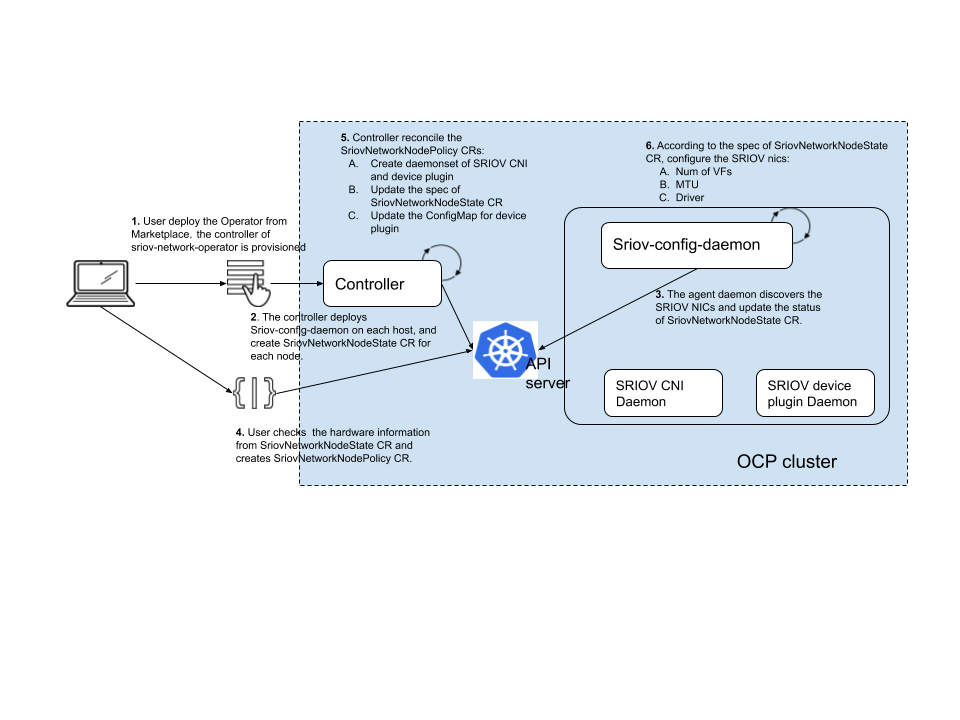 1. User deploy the Operator from
Marketplace, the controller of
sriov-network-operator is provisioned
2. The controller deploys
Sriov-config-daemon on each host, and
create SriovNetworkNodeState CR for
each node.
4. User checks the hardware information
from SriovNetworkNodeState CR and
creates SriovNetworkNodePolicy CR.
5. Controller reconcile the
SriovNetworkNodePolicy CRs:
A. Create daemonset of SRIOV CNI
and device plugin
B. Update the spec of
SriovNetworkNodeState CR
C. Update the ConfigMap for device
plugin
Controller
API
server
6. According to the spec of SriovNetworkNodeState
CR, configure the SRIOV nics:
A. Num of VFs
B. MTU
C. Driver
Sriov-config-daemon
3. The agent daemon discovers the
SRIOV NICs and update the status
of SriovNetworkNodeState CR.
SRIOV CNI
Daemon
SRIOV device
plugin Daemon
OCP cluster